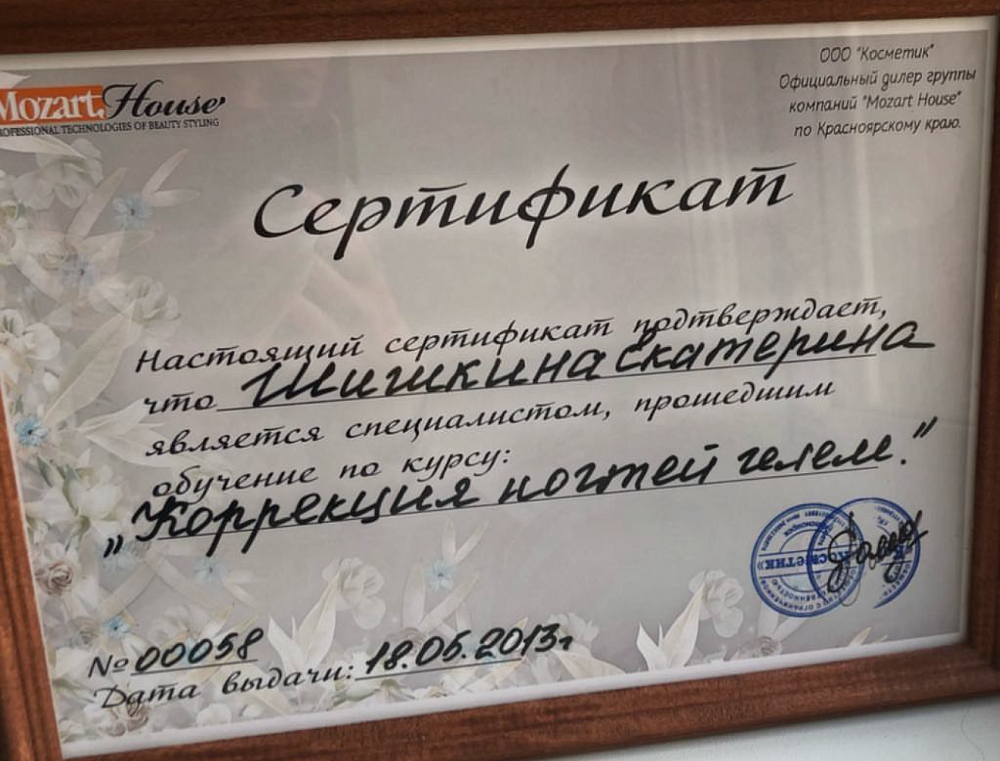 Mozart House
PROFESSIONAL TECHNOLOGIES OF BEAUTY STYLING
ООО "Косметик"
Официальный дилер группы
компаний "Mozart House"
по Красноярскому краю.
Сертификат
Настоящий сертификат подтверждает,
что Шишкина Екатерина
является специалистом, прошедшим
обучение по курсу:
„Коррекция ногтей гелем."
№ 00058
Дата выдачи: 18.05.2013г